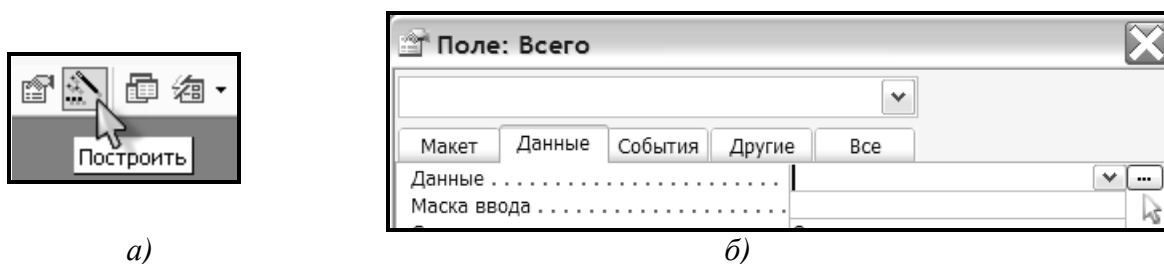 Построить
а)
Поле: Всего
Макет Данные События Другие Все
Данные
Маска ввода
б)